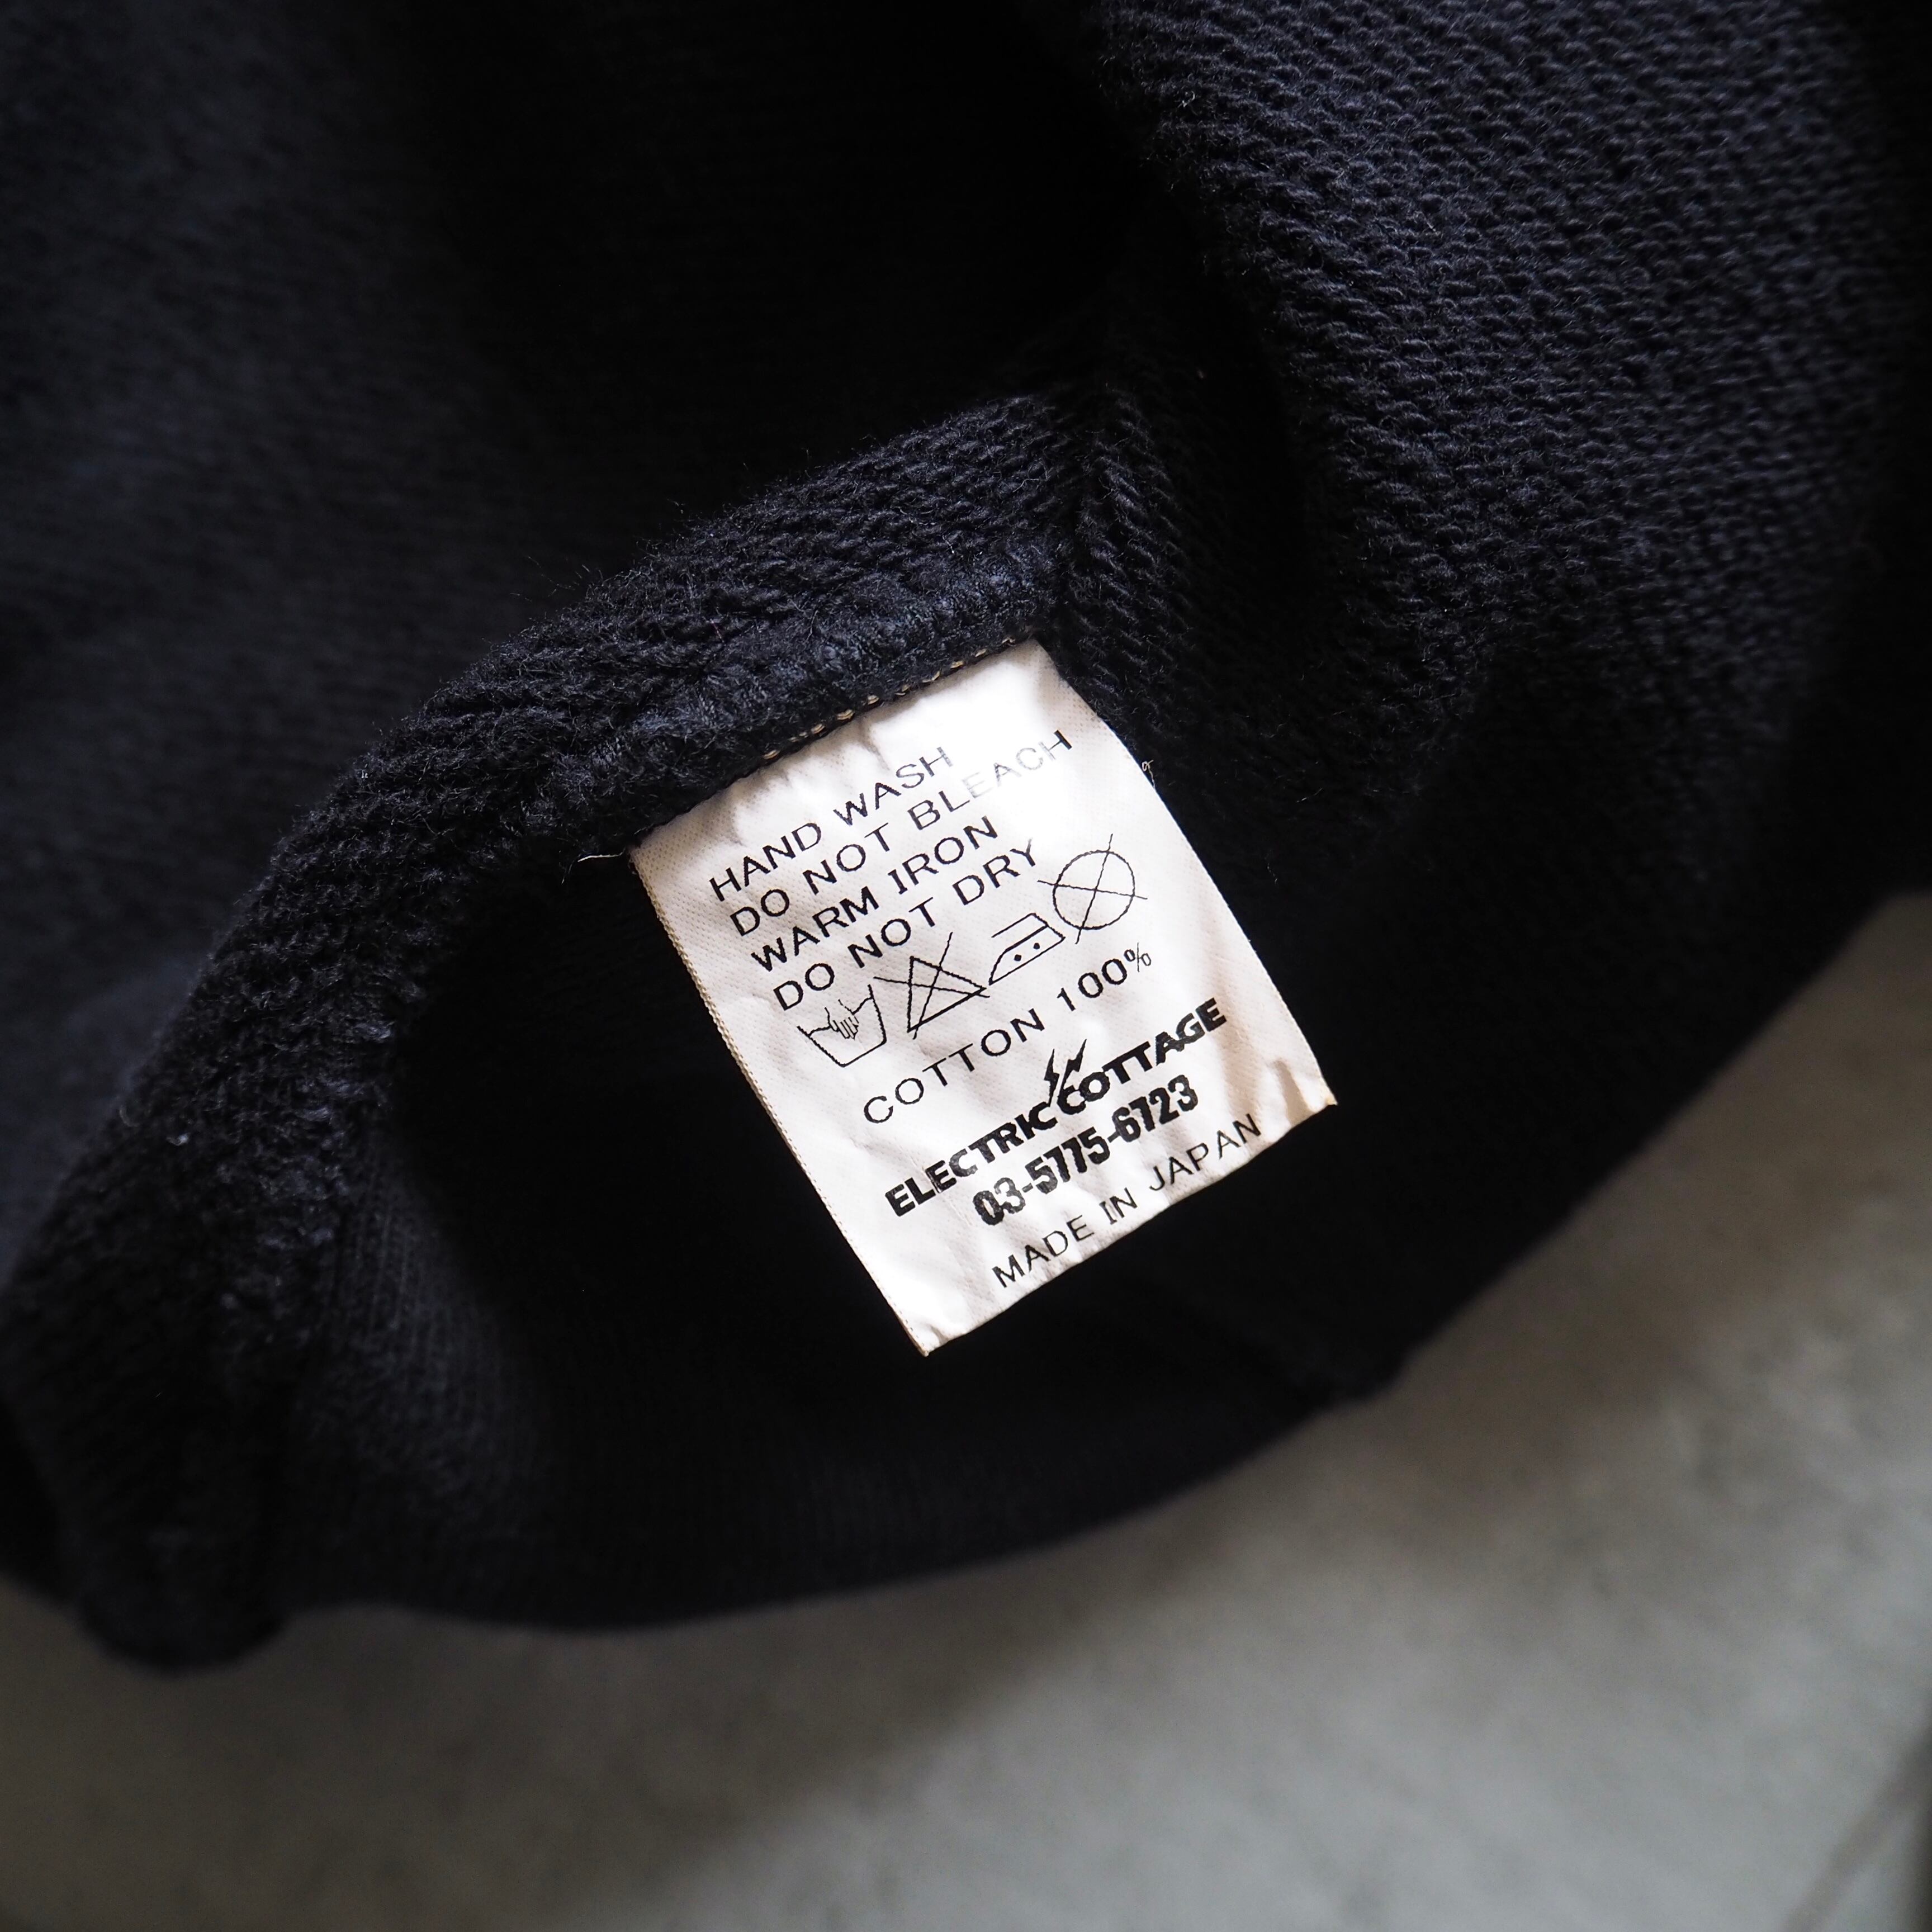 HAND WASH
DO NOT BLEACH
WARM IRON
DO NOT DRY
COTTON 100%
ELECTRIC COTTAGE
03-5775-6723
MADE IN JAPAN